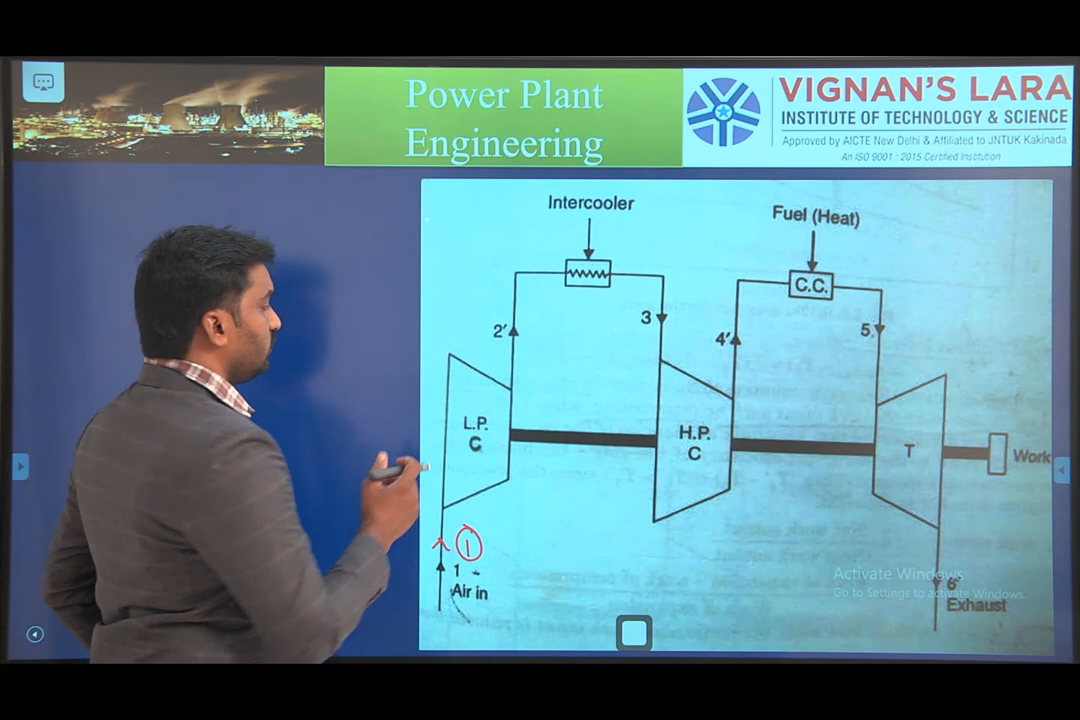 Power Plant
Engineering
VIGNAN'S LARA
INSTITUTE OF TECHNOLOGY & SCIENCE
Approved by AICTE New Delhi & Affiliated to JNTUK Kakinada
An ISO 9001 : 2015 Certified Institution
Intercooler
Fuel (Heat)
C.C.
2'
3
4'
5
L.P.
C
H.P.
C
T
Work
1
1
Air in
6'
Exhaust
Activate Windows
Go to Settings to activate Windows.